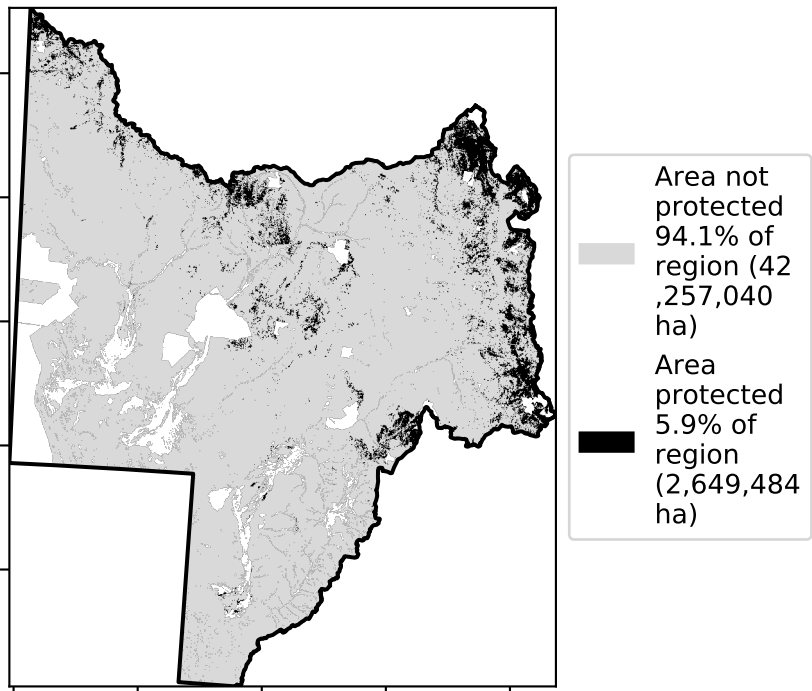 Area not
protected
94.1% of
region (42
,257,040
ha)
Area
protected
5.9% of
region
(2,649,484
ha)